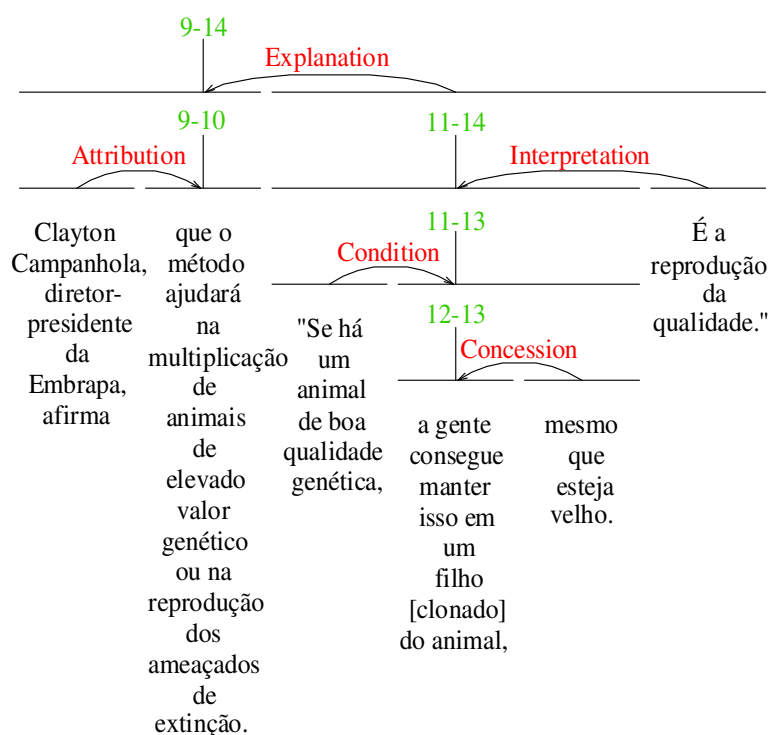 9-14
Explanation
9-10
11-14
Attribution
Interpretation
Clayton
Campanhola,
diretor-
presidente
da
Embrapa,
afirma
que o
método
ajudará
na
multiplicação
de
animais
de
elevado
valor
genético
ou na
reprodução
dos
ameaçados
de
extinção.
11-13
Condition
"Se há
um
animal
de boa
qualidade
genética,
12-13
Concession
a gente
consegue
manter
isso em
um
filho
[clonado]
do animal,
mesmo
que
esteja
velho.
É a
reprodução
da
qualidade."